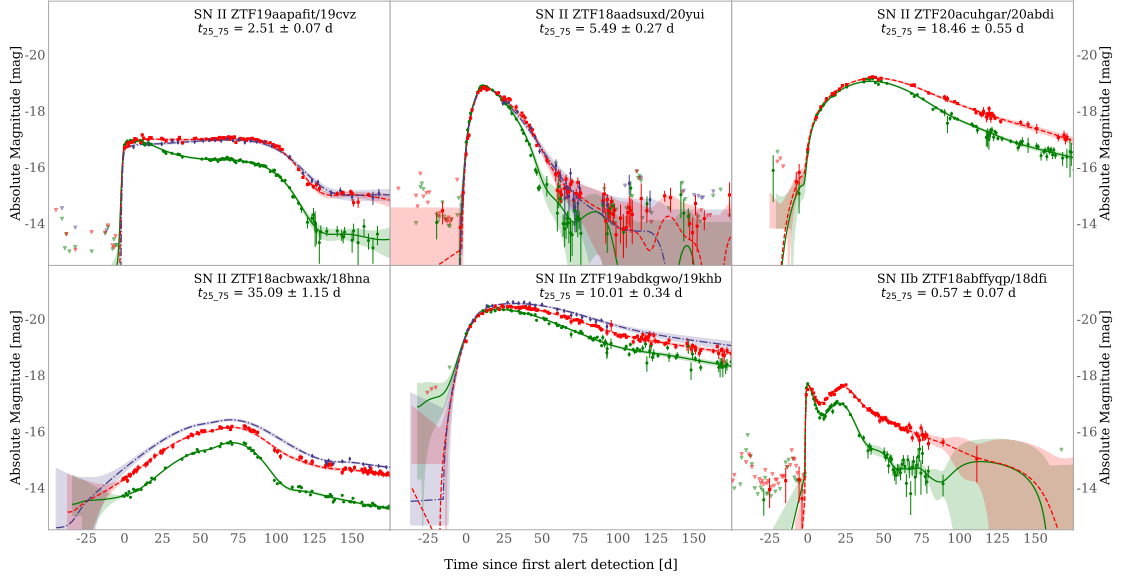 SN II ZTF19aapafit/19cvz
t25_75 = 2.51 ± 0.07 d
SN II ZTF18aadsuxd/20yui
t25_75 = 5.49 ± 0.27 d
SN II ZTF20acuhgar/20abdi
t25_75 = 18.46 ± 0.55 d
Absolute Magnitude [mag]
-20
-18
-16
-14
-20
-18
-16
-14
Absolute Magnitude [mag]
SN II ZTF18acbwaxk/18hna
t25_75 = 35.09 ± 1.15 d
SN IIn ZTF19abdkgwo/19khb
t25_75 = 10.01 ± 0.34 d
SN IIb ZTF18abffyqp/18dfi
t25_75 = 0.57 ± 0.07 d
Absolute Magnitude [mag]
-20
-18
-16
-14
-20
-18
-16
-14
Absolute Magnitude [mag]
-25 0 25 50 75 100 125 150
-25 0 25 50 75 100 125 150
-25 0 25 50 75 100 125 150
Time since first alert detection [d]